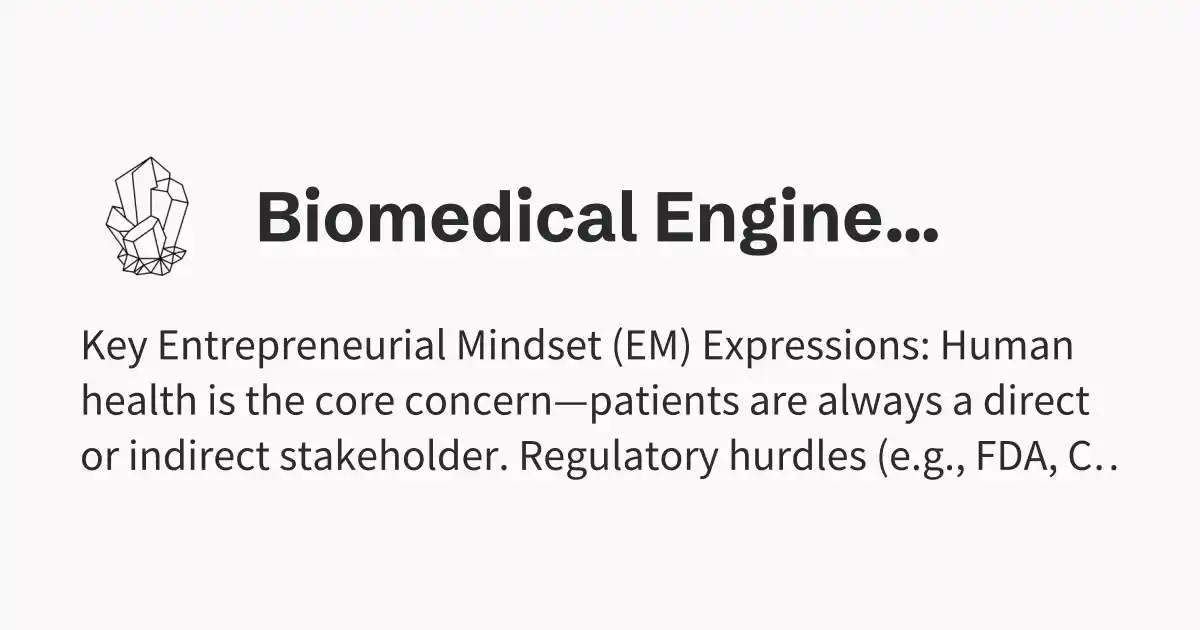 Biomedical Engine...
Key Entrepreneurial Mindset (EM) Expressions: Human
health is the core concern—patients are always a direct
or indirect stakeholder. Regulatory hurdles (e.g., FDA, C..